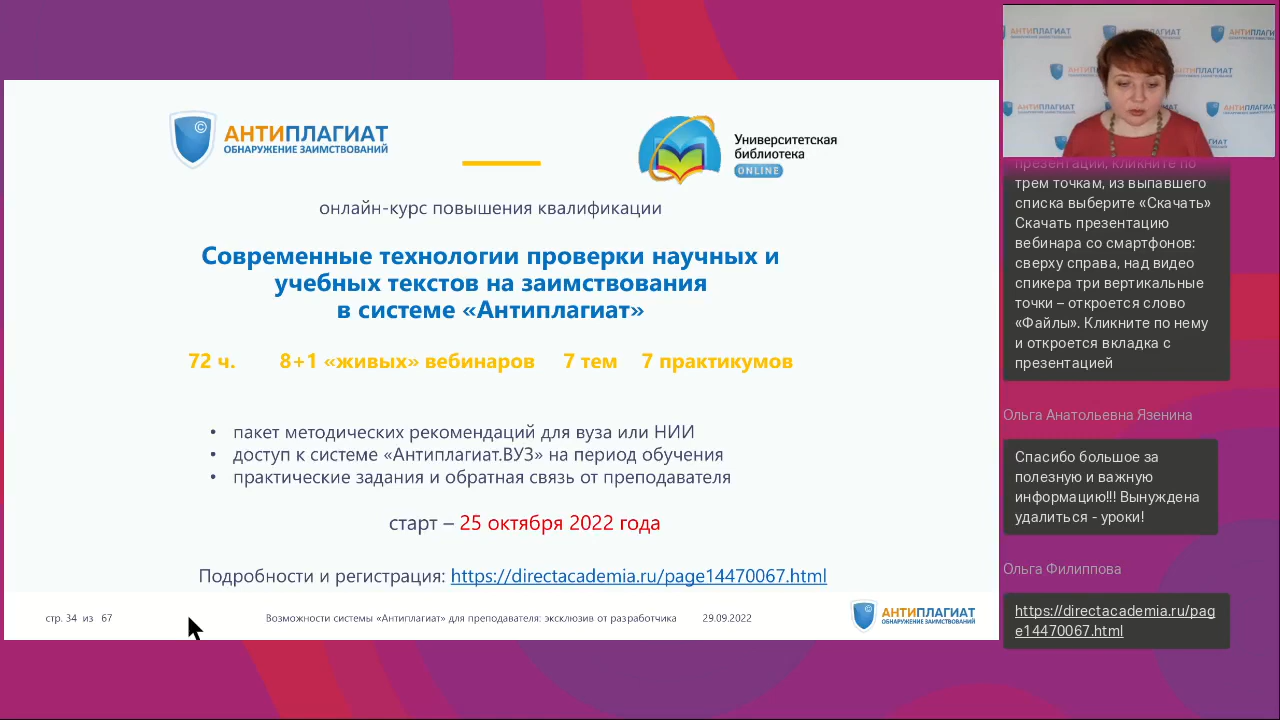 ©
АНТИПЛАГИАТ
ОБНАРУЖЕНИЕ ЗАИМСТВОВАНИЙ
Университетская
библиотека
ONLINE
онлайн-курс повышения квалификации
Современные технологии проверки научных и
учебных текстов на заимствования
в системе «Антиплагиат»
72 ч. 8+1 «живых» вебинаров 7 тем 7 практикумов
• пакет методических рекомендаций для вуза или НИИ
• доступ к системе «Антиплагиат.ВУЗ» на период обучения
• практические задания и обратная связь от преподавателя
старт – 25 октября 2022 года
Подробности и регистрация: https://directacademia.ru/page14470067.html
стр. 34 из 67
Возможности системы «Антиплагиат» для преподавателя: эксклюзив от разработчика
29.09.2022
©
АНТИПЛАГИАТ
ОБНАРУЖЕНИЕ ЗАИМСТВОВАНИЙ
АНТИПЛАГИАТ
АНТИПЛАГИАТ
АНТИПЛАГИАТ
презентации, кликните по
трем точкам, из выпавшего
списка выберите «Скачать»
Скачать презентацию
вебинара со смартфонов:
сверху справа, над видео
спикера три вертикальные
точки – откроется слово
«Файлы». Кликните по нему
и откроется вкладка с
презентацией
Ольга Анатольевна Язенина
Спасибо большое за
полезную и важную
информацию!!! Вынуждена
удалиться - уроки!
Ольга Филиппова
https://directacademia.ru/pag
e14470067.html